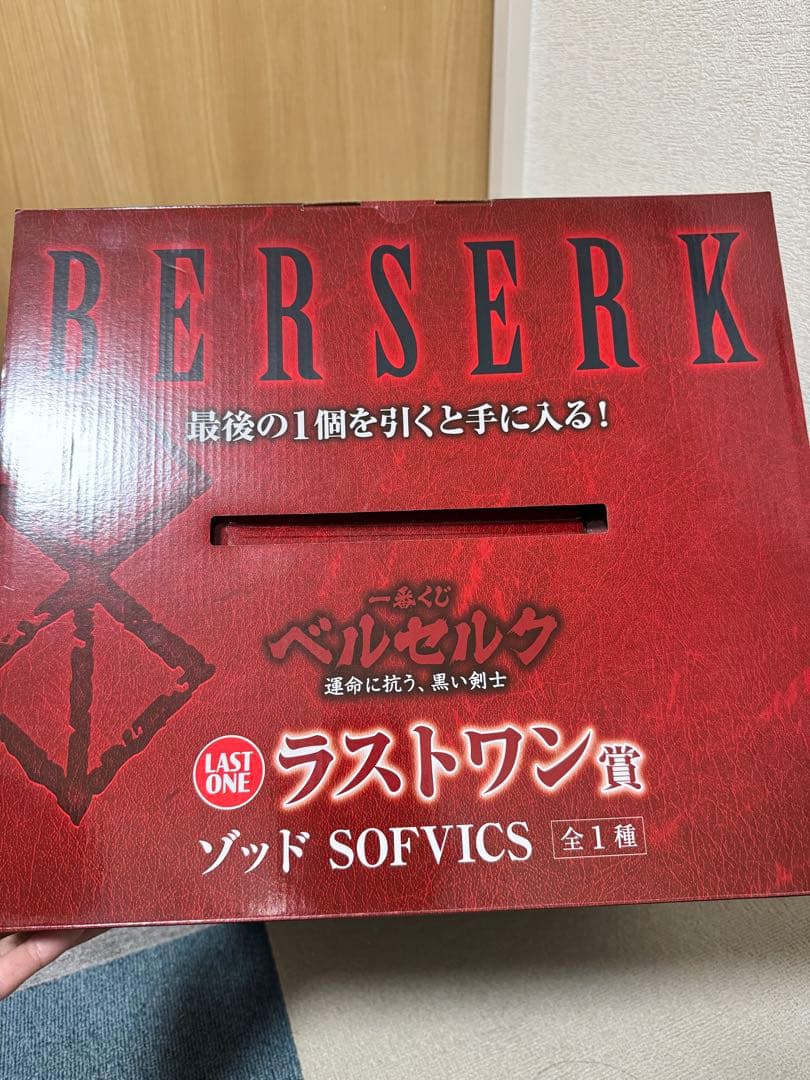 BERSERK
最後の1個を引くと手に入る!
一番くじ
ベルセルク
運命に抗う、黒い剣士
LAST ONE ラストワン賞
ゾッド SOFVICS 全1種